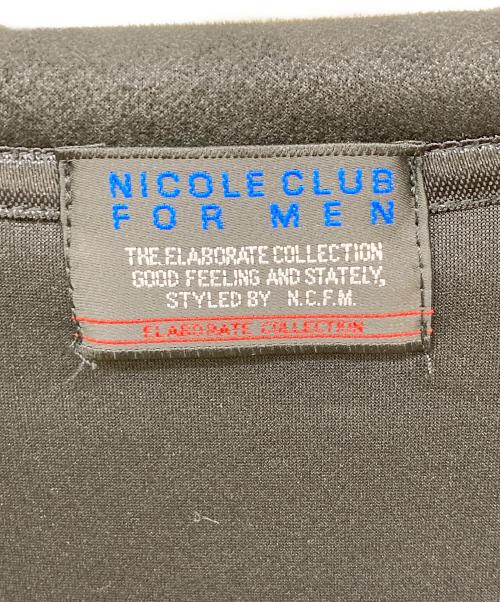 NICOLE CLUB
FOR MEN
THE ELABORATE COLLECTION
GOOD FEELING AND STATELY,
STYLED BY N.C.F.M.
ELABORATE COLLECTION